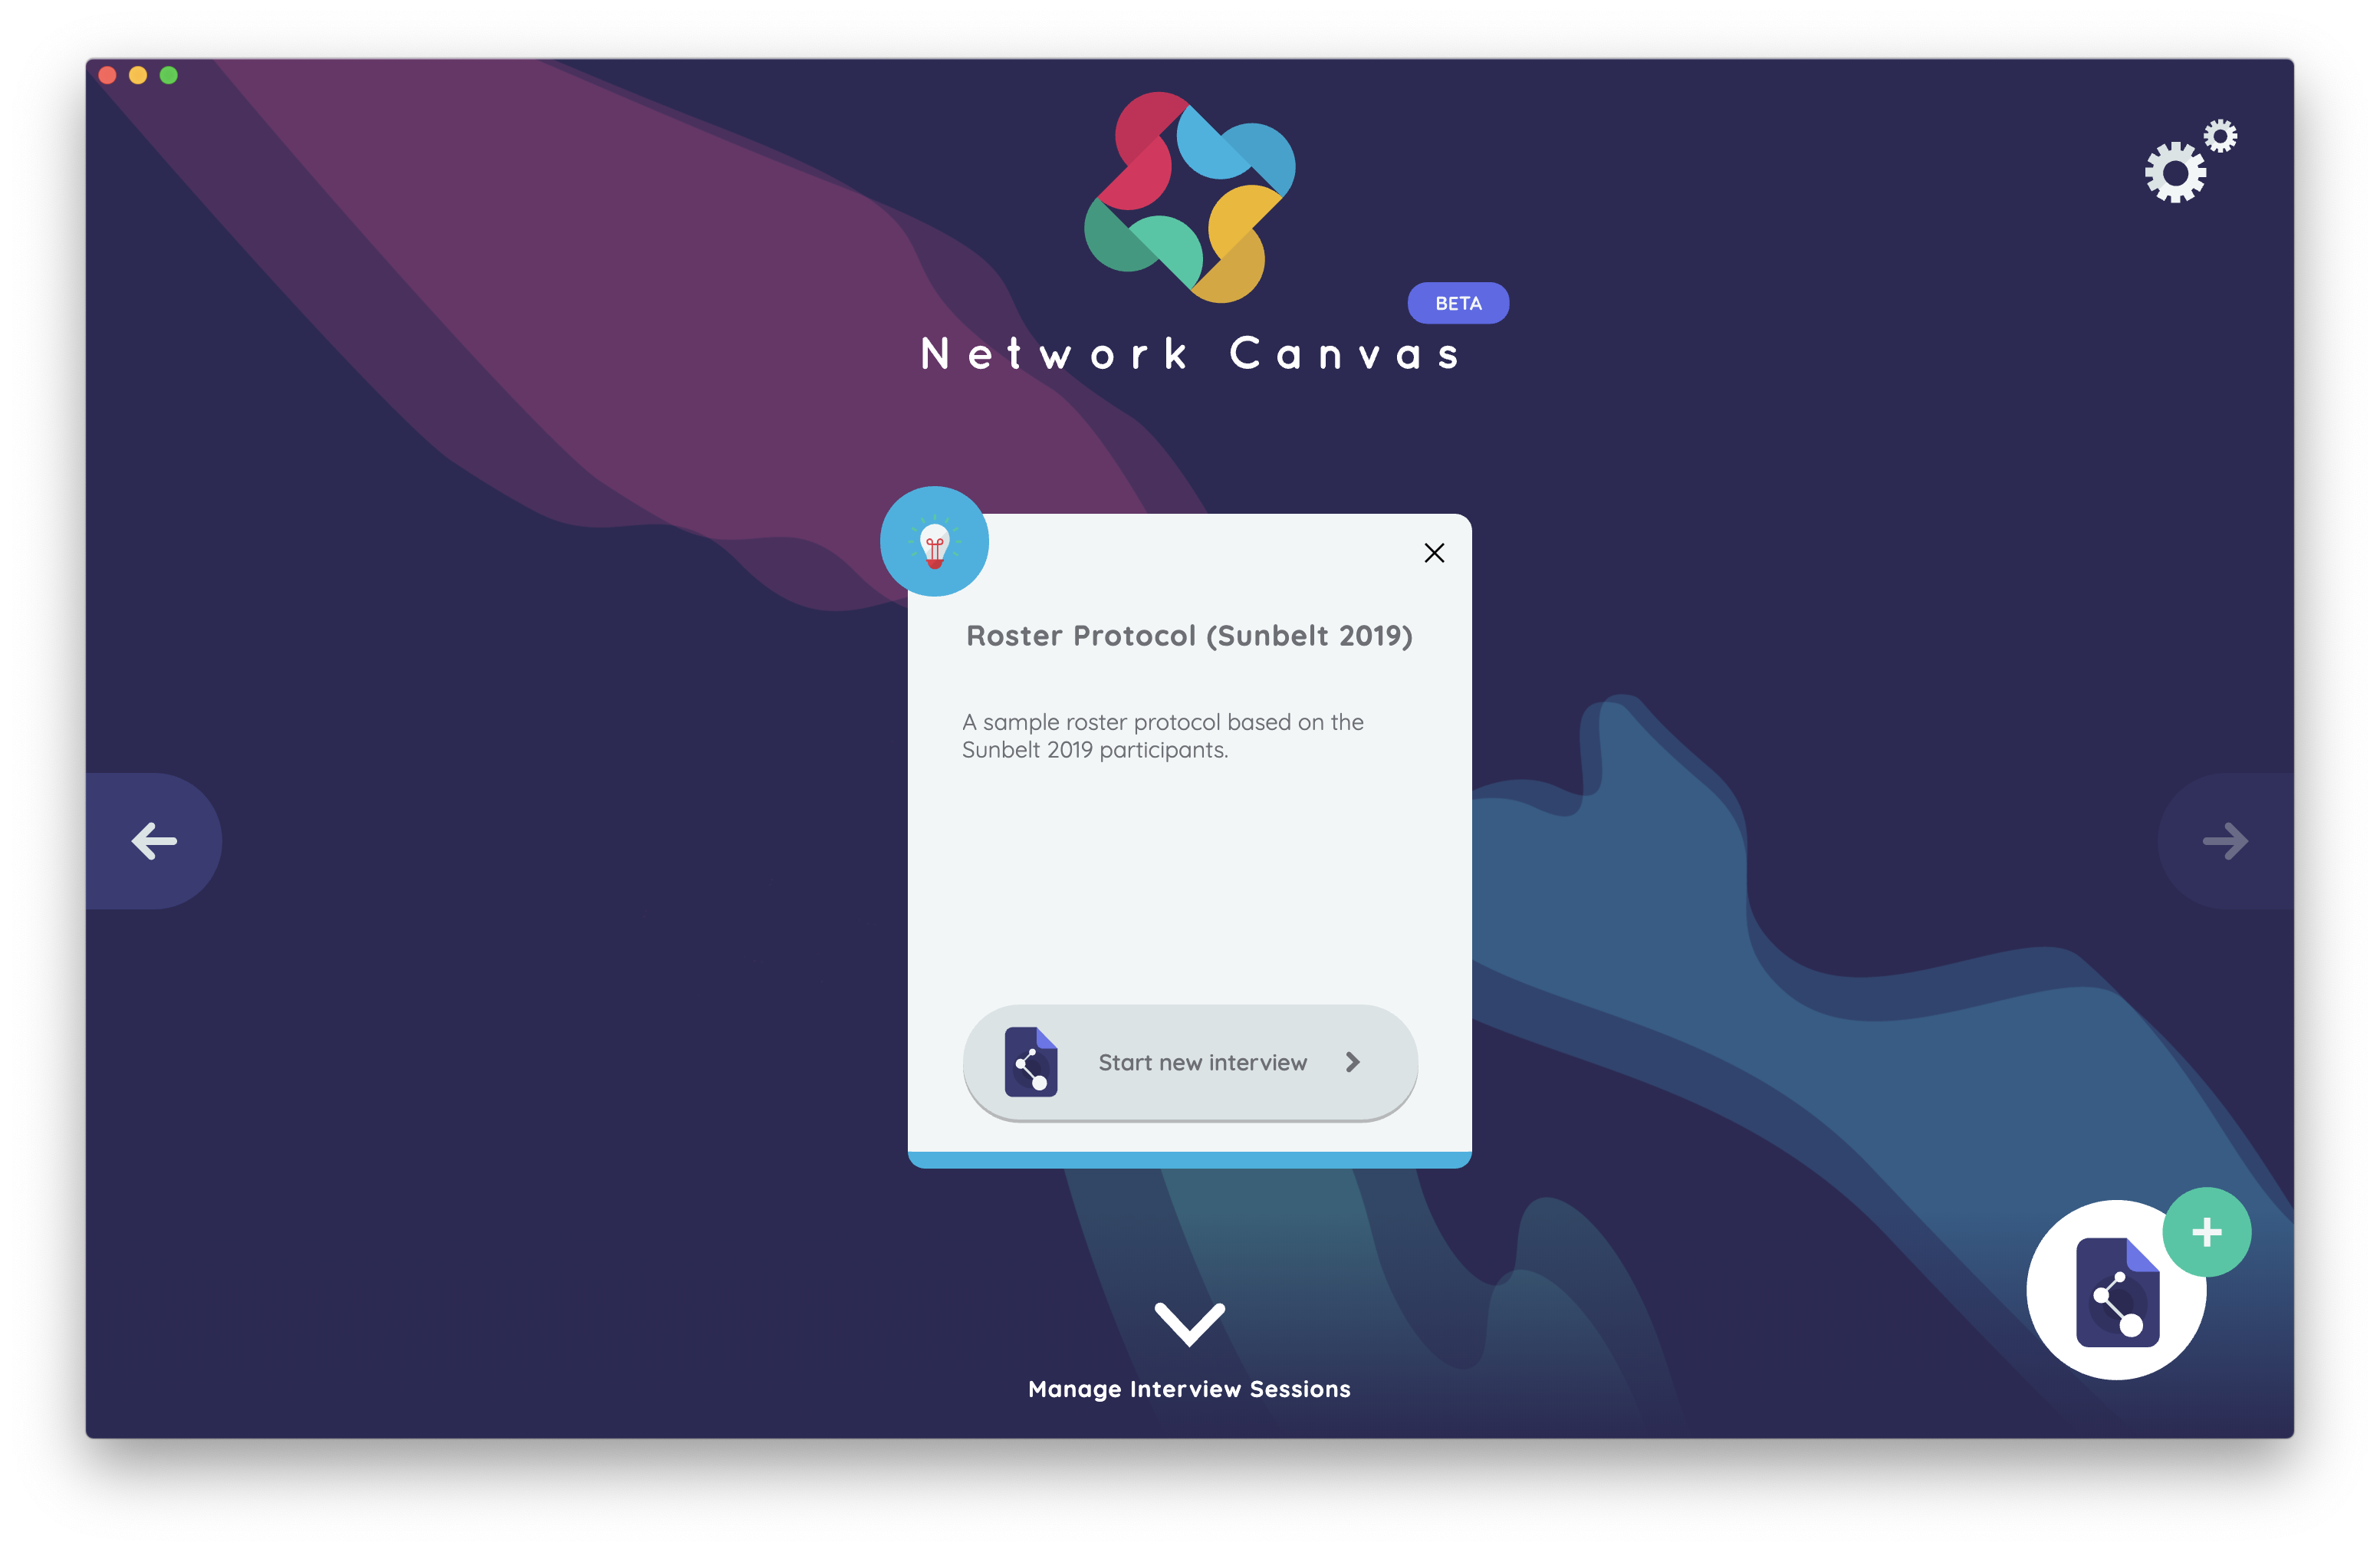 BETA
Network Canvas
Roster Protocol (Sunbelt 2019)
A sample roster protocol based on the
Sunbelt 2019 participants.
Start new interview
Manage Interview Sessions